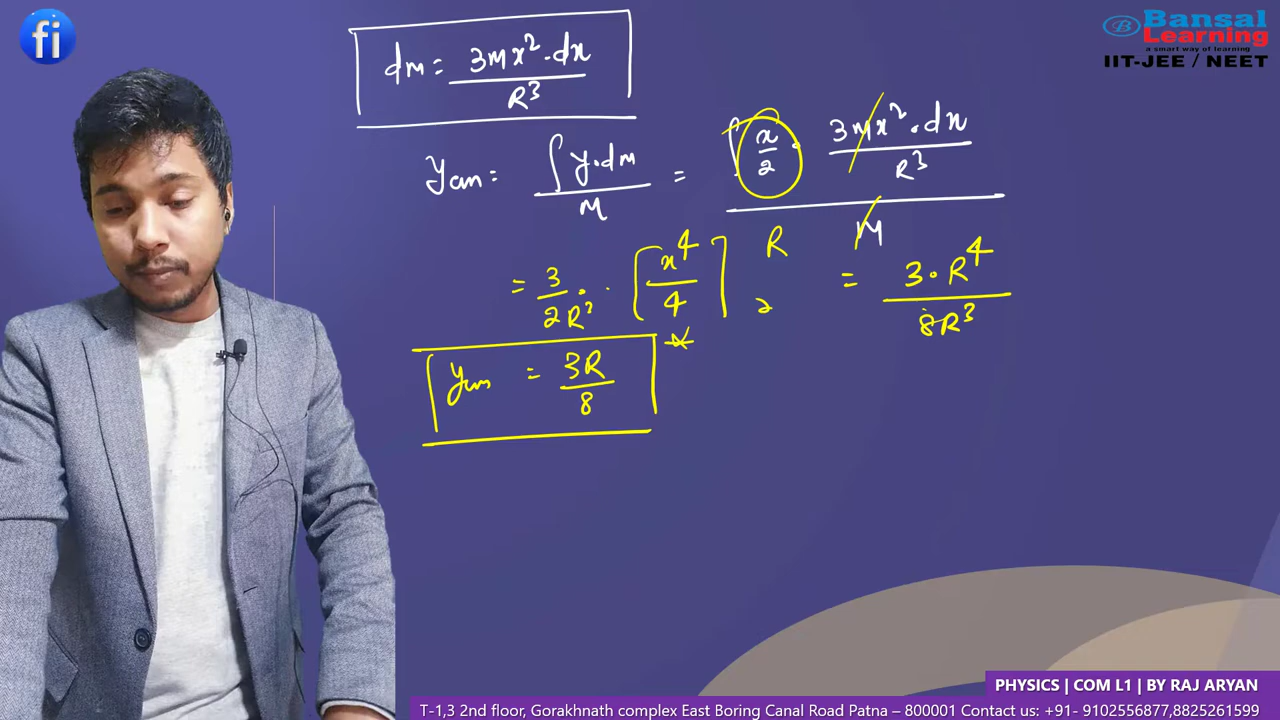 fi
Bansal
Learning
a smart way of learning
IIT-JEE / NEET
dm = 3mx²·dx / R³
Ycm = ∫ y·dm / M = ∫ x/2 · 3mx²·dx / R³ / M
= 3 / 2R³ · [x⁴ / 4] R = 3·R⁴ / 8R³
ycm = 3R / 8
PHYSICS | COM L1 | BY RAJ ARYAN
T-1,3 2nd floor, Gorakhnath complex East Boring Canal Road Patna – 800001 Contact us: +91- 9102556877,8825261599